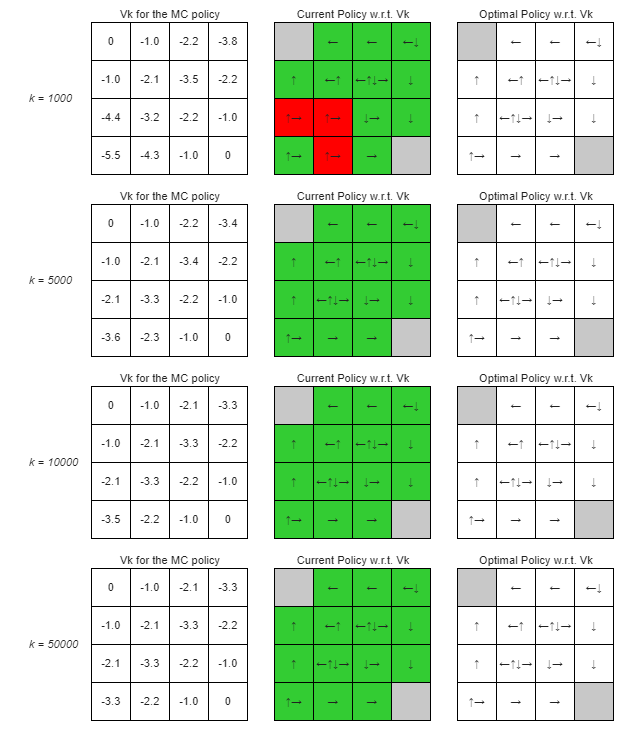 Vk for the MC policy Current Policy w.r.t. Vk Optimal Policy w.r.t. Vk
0 -1.0 -2.2 -3.8 ← ← ←↓ ← ← ←↓
-1.0 -2.1 -3.5 -2.2 ↑ ←↑ ←↑↓→ ↓ ↑ ←↑ ←↑↓→ ↓
k = 1000
-4.4 -3.2 -2.2 -1.0 ↑→ ↑→ ↓→ ↓ ↑ ←↑↓→ ↓→ ↓
-5.5 -4.3 -1.0 0 ↑→ ↑→ → ↑→ → →
Vk for the MC policy Current Policy w.r.t. Vk Optimal Policy w.r.t. Vk
0 -1.0 -2.2 -3.4 ← ← ←↓ ← ← ←↓
-1.0 -2.1 -3.4 -2.2 ↑ ←↑ ←↑↓→ ↓ ↑ ←↑ ←↑↓→ ↓
k = 5000
-2.1 -3.3 -2.2 -1.0 ↑ ←↑↓→ ↓→ ↓ ↑ ←↑↓→ ↓→ ↓
-3.6 -2.3 -1.0 0 ↑→ → → ↑→ → →
Vk for the MC policy Current Policy w.r.t. Vk Optimal Policy w.r.t. Vk
0 -1.0 -2.1 -3.3 ← ← ←↓ ← ← ←↓
-1.0 -2.1 -3.3 -2.2 ↑ ←↑ ←↑↓→ ↓ ↑ ←↑ ←↑↓→ ↓
k = 10000
-2.1 -3.3 -2.2 -1.0 ↑ ←↑↓→ ↓→ ↓ ↑ ←↑↓→ ↓→ ↓
-3.5 -2.2 -1.0 0 ↑→ → → ↑→ → →
Vk for the MC policy Current Policy w.r.t. Vk Optimal Policy w.r.t. Vk
0 -1.0 -2.1 -3.3 ← ← ←↓ ← ← ←↓
-1.0 -2.1 -3.3 -2.2 ↑ ←↑ ←↑↓→ ↓ ↑ ←↑ ←↑↓→ ↓
k = 50000
-2.1 -3.3 -2.2 -1.0 ↑ ←↑↓→ ↓→ ↓ ↑ ←↑↓→ ↓→ ↓
-3.3 -2.2 -1.0 0 ↑→ → → ↑→ → →